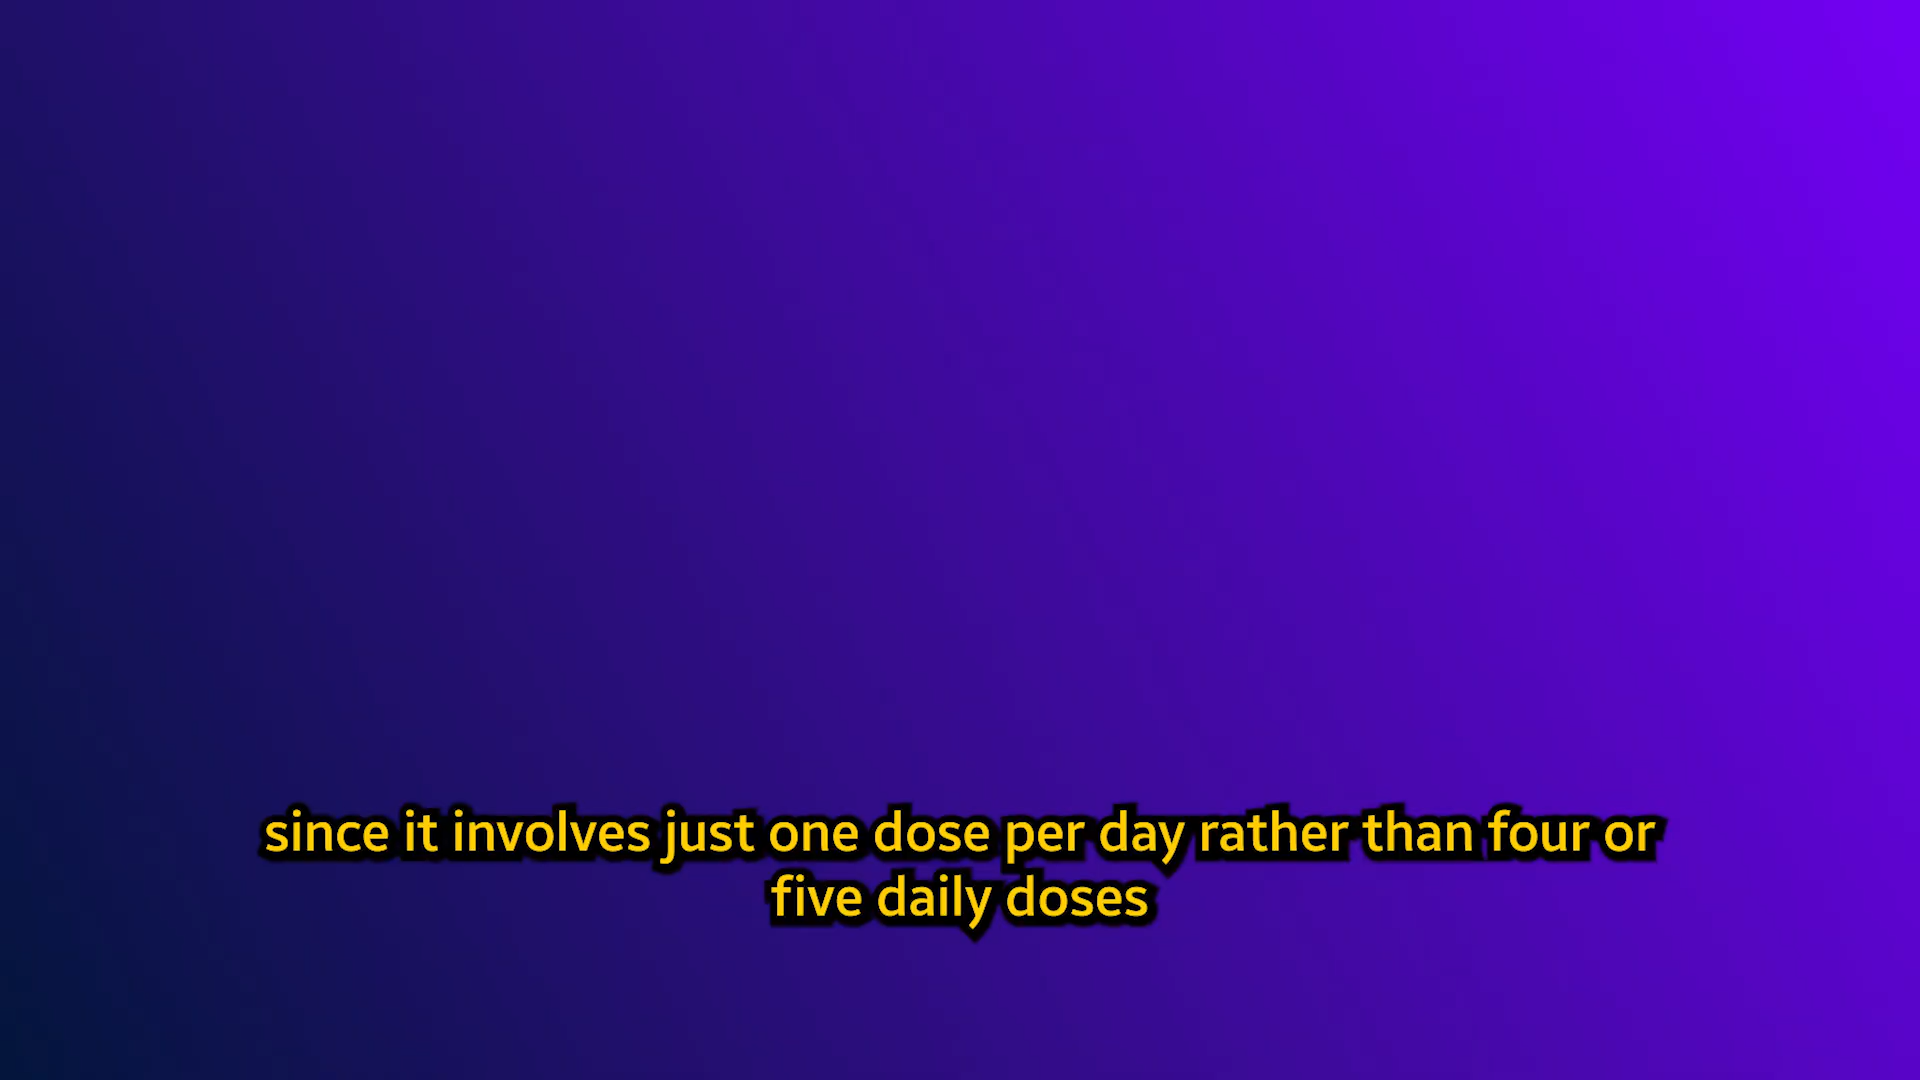 since it involves just one dose per day rather than four or
five daily doses